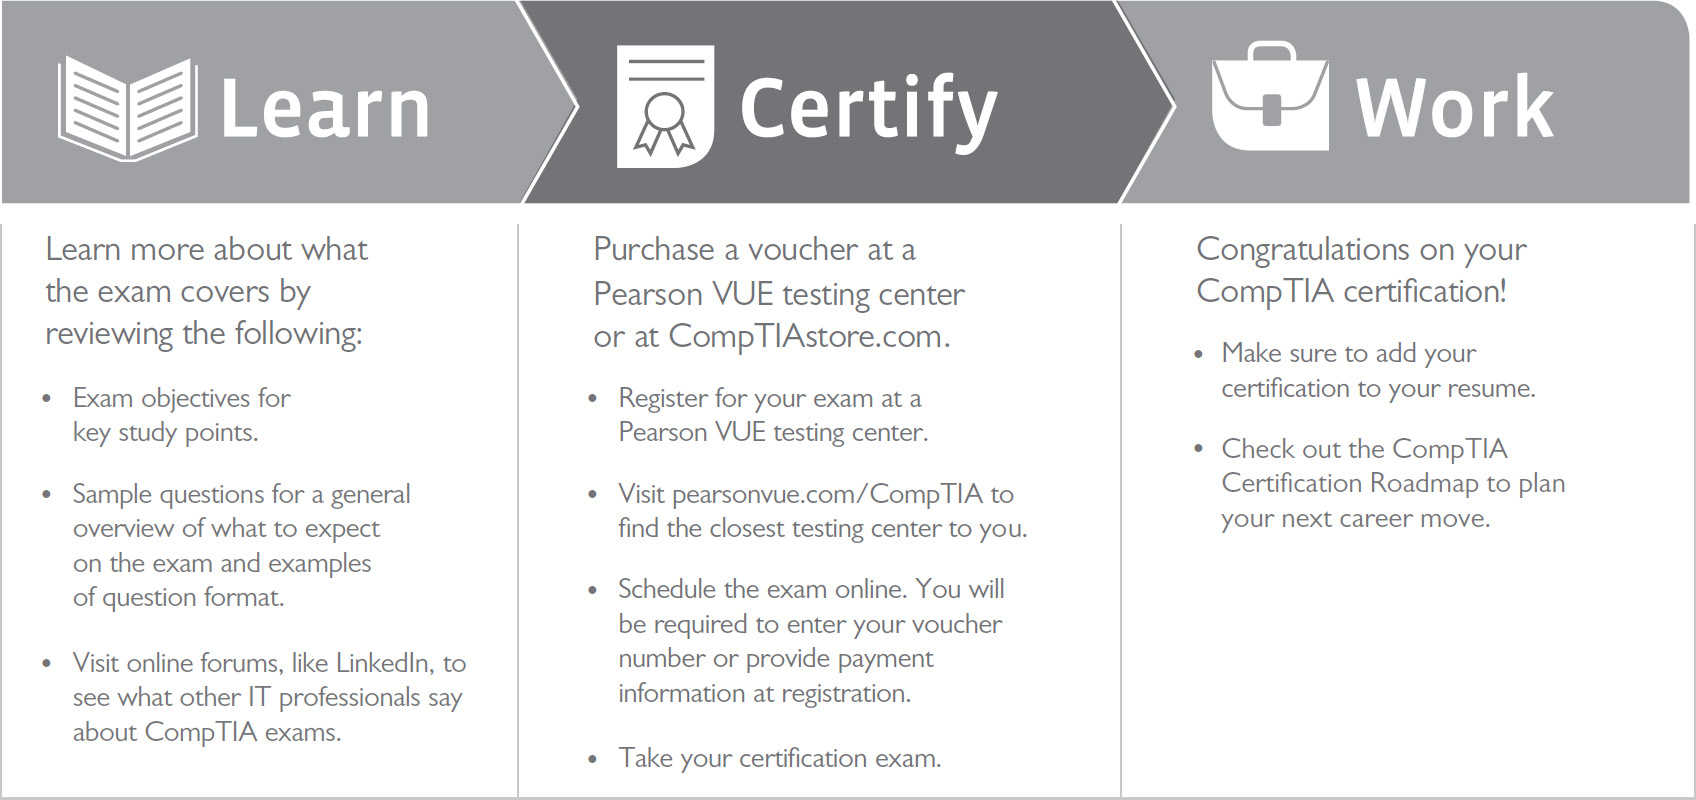 Learn
Certify
Work
Learn more about what
the exam covers by
reviewing the following:
• Exam objectives for
key study points.
• Sample questions for a general
overview of what to expect
on the exam and examples
of question format.
• Visit online forums, like LinkedIn, to
see what other IT professionals say
about CompTIA exams.
Purchase a voucher at a
Pearson VUE testing center
or at CompTIAstore.com.
• Register for your exam at a
Pearson VUE testing center.
• Visit pearsonvue.com/CompTIA to
find the closest testing center to you.
• Schedule the exam online. You will
be required to enter your voucher
number or provide payment
information at registration.
• Take your certification exam.
Congratulations on your
CompTIA certification!
• Make sure to add your
certification to your resume.
• Check out the CompTIA
Certification Roadmap to plan
your next career move.